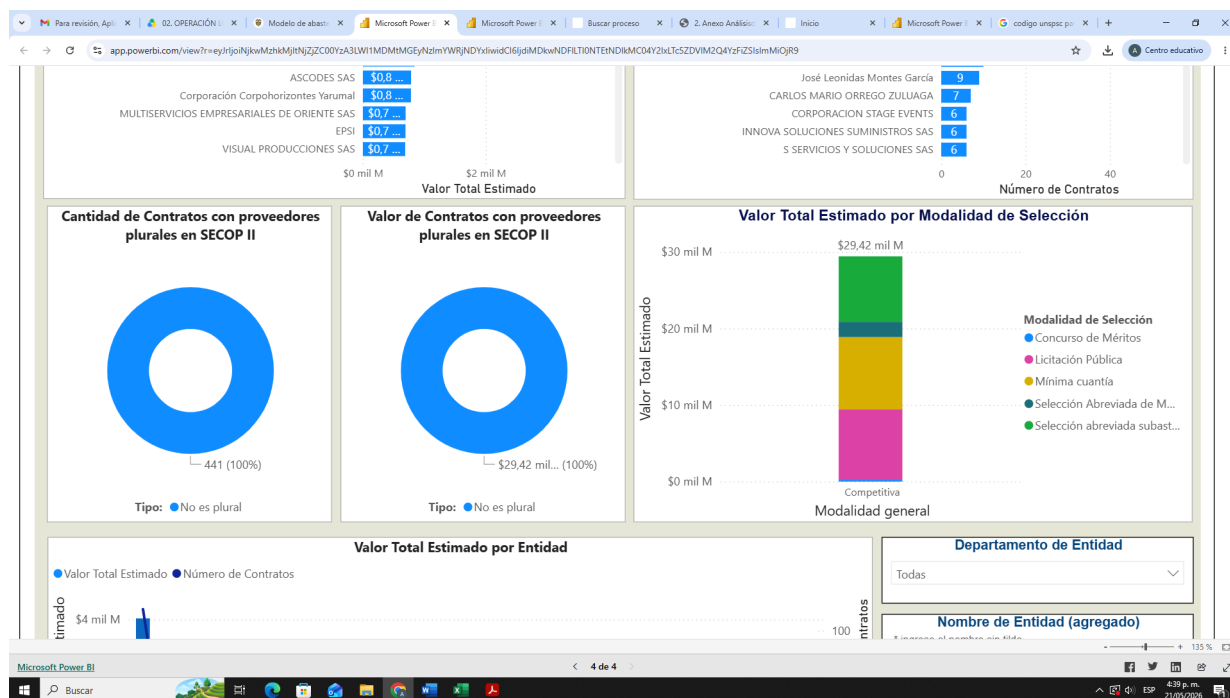 Para revisión, Apli
02. OPERACIÓN L
Modelo de abaste
Microsoft Power B
Microsoft Power B
Buscar proceso
2. Anexo Análisis
Inicio
Microsoft Power B
codigo unspsc pa
Centro educativo
ASCODES SAS $0,8 ...
Corporación Corpohorizontes Yarumal $0,8 ...
MULTISERVICIOS EMPRESARIALES DE ORIENTE SAS $0,7 ...
EPSI $0,7 ...
VISUAL PRODUCCIONES SAS $0,7 ...
$0 mil M $2 mil M
Valor Total Estimado
José Leonidas Montes García 9
CARLOS MARIO ORREGO ZULUAGA 7
CORPORACION STAGE EVENTS 6
INNOVA SOLUCIONES SUMINISTROS SAS 6
S SERVICIOS Y SOLUCIONES SAS 6
0 20 40
Número de Contratos
Cantidad de Contratos con proveedores
plurales en SECOP II
441 (100%)
Tipo: No es plural
Valor de Contratos con proveedores
plurales en SECOP II
$29,42 mil... (100%)
Tipo: No es plural
Valor Total Estimado por Modalidad de Selección
$29,42 mil M
$30 mil M
$20 mil M
$10 mil M
$0 mil M
Valor Total Estimado
Competitiva
Modalidad general
Modalidad de Selección
Concurso de Méritos
Licitación Pública
Mínima cuantía
Selección Abreviada de M...
Selección abreviada subast...
Valor Total Estimado por Entidad
Valor Total Estimado Número de Contratos
$4 mil M
100
Departamento de Entidad
Todas
Nombre de Entidad (agregado)
135 %
Microsoft Power BI
4 de 4
Buscar
ESP
4:39 p. m.
21/05/2026